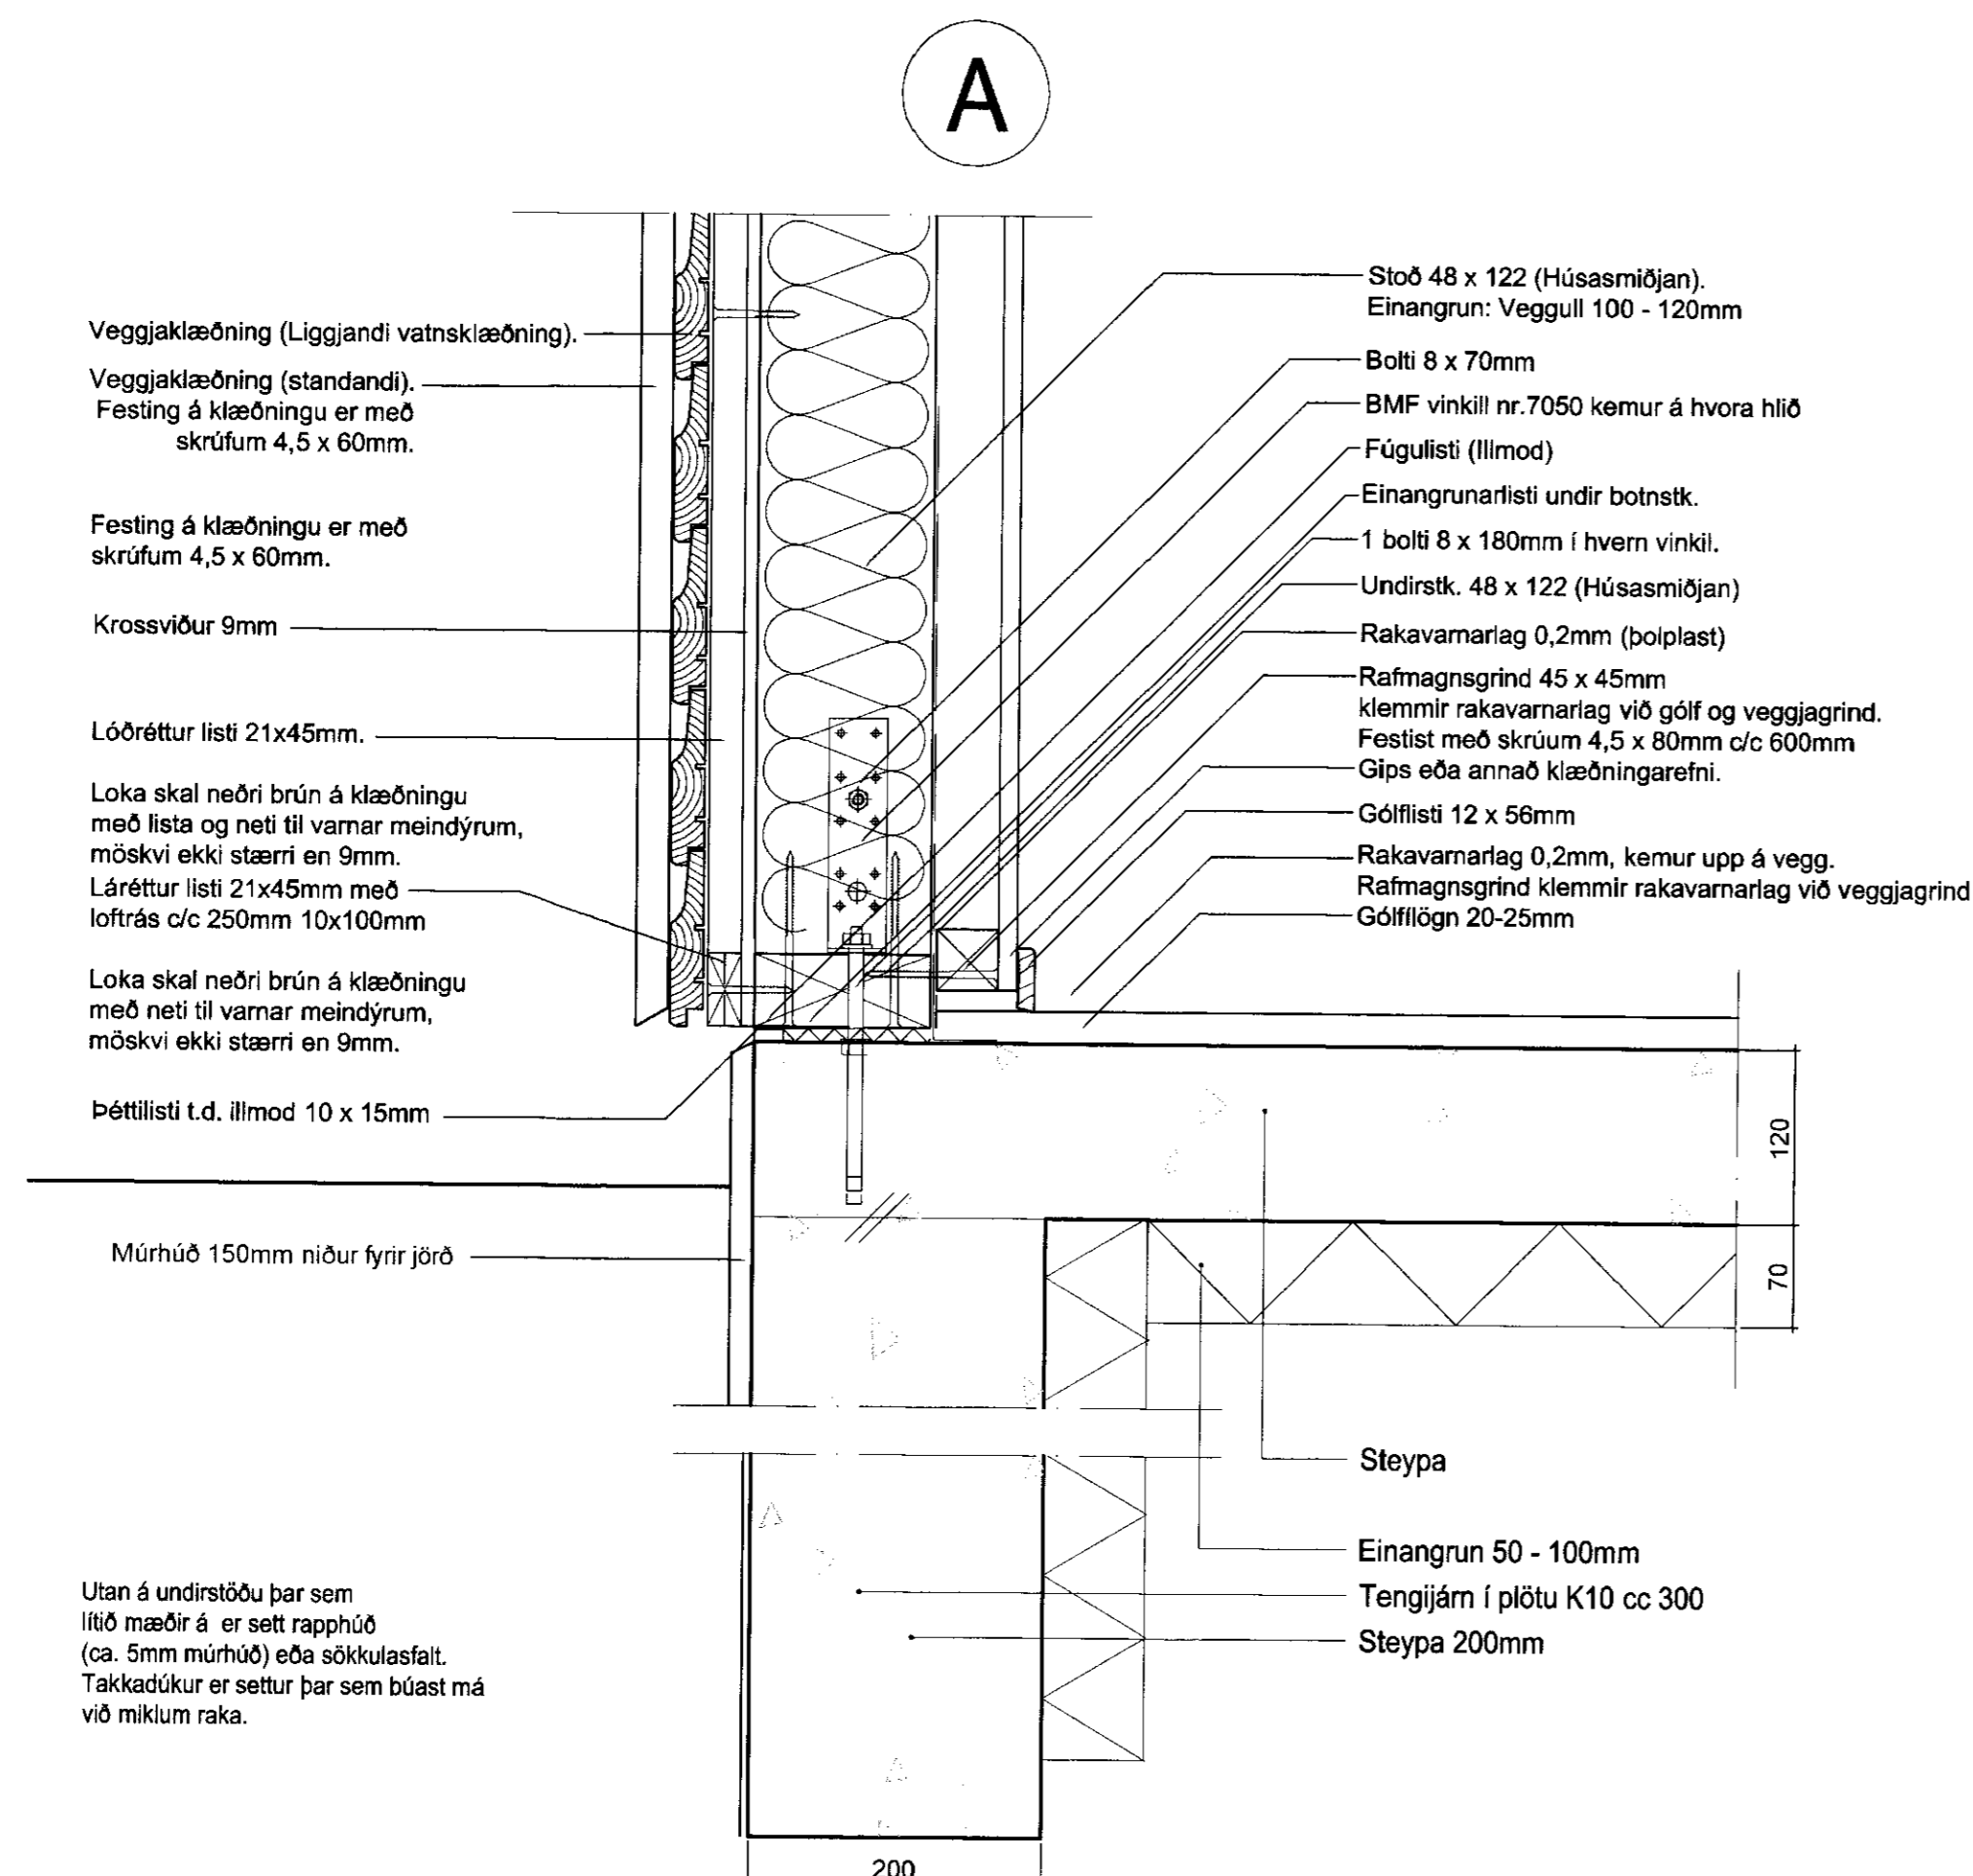 A
Veggjaklæðning (Liggjandi vatnsklæðning).
Veggjaklæðning (standandi).
Festing á klæðningu er með
skrúfum 4,5 x 60mm.
Festing á klæðningu er með
skrúfum 4,5 x 60mm.
Krossviður 9mm
Lóðréttur listi 21x45mm.
Loka skal neðri brún á klæðningu
með lista og neti til varnar meindýrum,
möskvi ekki stærri en 9mm.
Láréttur listi 21x45mm með
loftrás c/c 250mm 10x100mm
Loka skal neðri brún á klæðningu
með neti til varnar meindýrum,
möskvi ekki stærri en 9mm.
Þéttilisti t.d. illmod 10 x 15mm
Múrhúð 150mm niður fyrir jörð
Utan á undirstöðu þar sem
lítið mæðir á er sett rapphúð
(ca. 5mm múrhúð) eða sökkulasfalt.
Takkadúkur er settur þar sem búast má
við miklum raka.
Stoð 48 x 122 (Húsasmiðjan).
Einangrun: Veggull 100 - 120mm
Bolti 8 x 70mm
BMF vinkill nr.7050 kemur á hvora hlið
Fúgulisti (Illmod)
Einangrunarlisti undir botnstk.
1 bolti 8 x 180mm í hvern vinkil.
Undirstk. 48 x 122 (Húsasmiðjan)
Rakavarnarlag 0,2mm (þolplast)
Rafmagnsgrind 45 x 45mm
klemmir rakavarnarlag við gólf og veggjagrind.
Festist með skrúum 4,5 x 80mm c/c 600mm
Gips eða annað klæðningarefni.
Gólflisti 12 x 56mm
Rakavarnarlag 0,2mm, kemur upp á vegg.
Rafmagnsgrind klemmir rakavarnarlag við veggjagrind
Gólfílögn 20-25mm
120
70
Steypa
Einangrun 50 - 100mm
Tengijárn í plötu K10 cc 300
Steypa 200mm
200